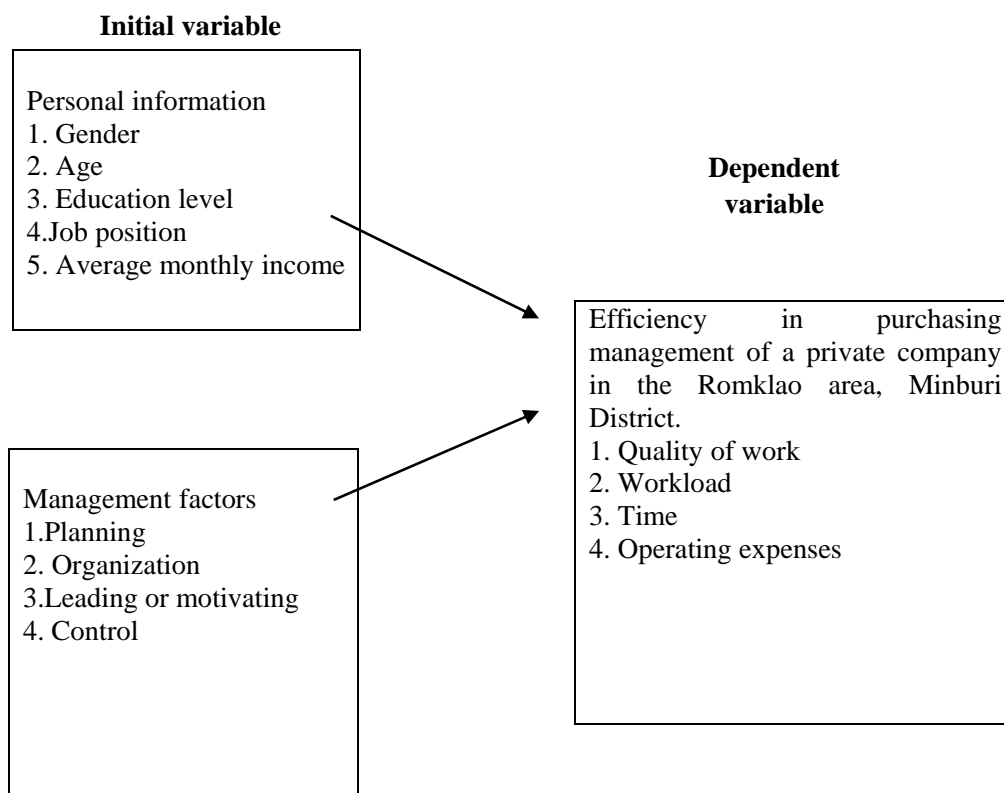 Initial variable
Personal information
1. Gender
2. Age
3. Education level
4.Job position
5. Average monthly income
Management factors
1.Planning
2. Organization
3.Leading or motivating
4. Control
Dependent
variable
Efficiency in purchasing
management of a private company
in the Romklao area, Minburi
District.
1. Quality of work
2. Workload
3. Time
4. Operating expenses